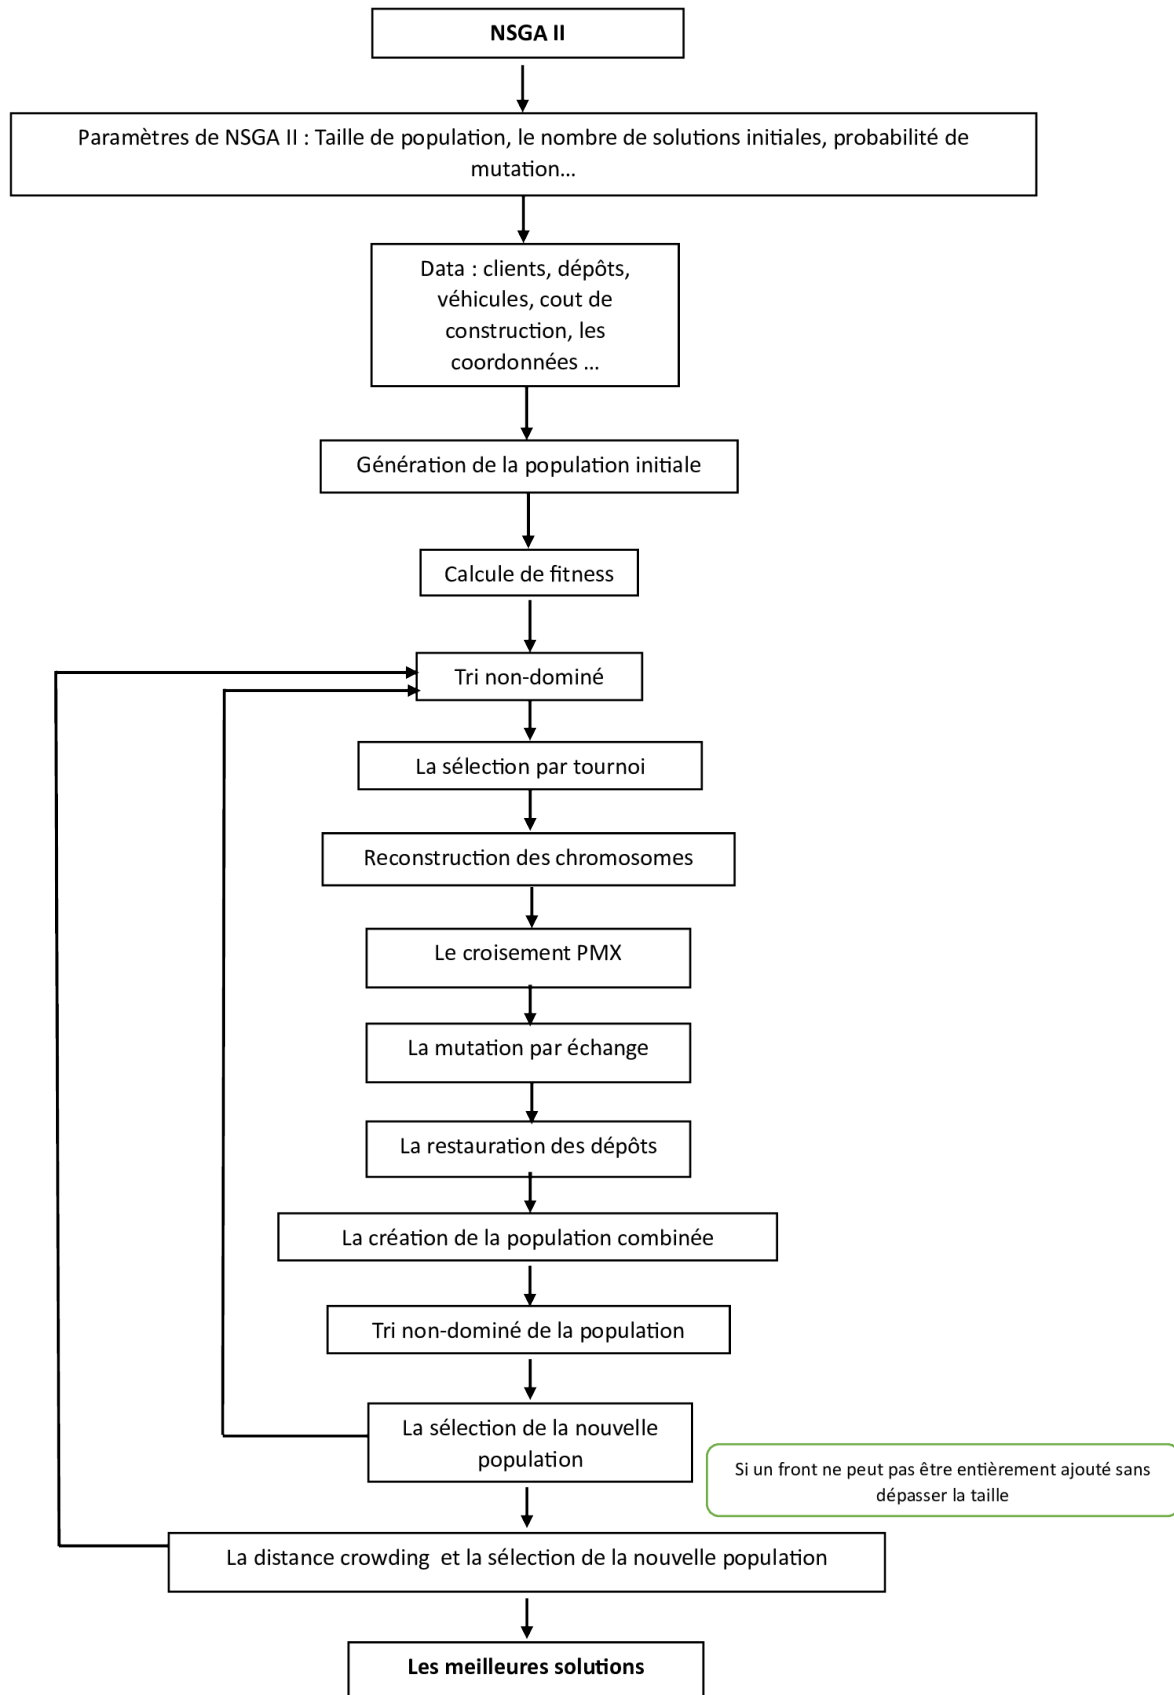 NSGA II
Paramètres de NSGA II : Taille de population, le nombre de solutions initiales, probabilité de
mutation...
Data : clients, dépôts,
véhicules, cout de
construction, les
coordonnées ...
Génération de la population initiale
Calcule de fitness
Tri non-dominé
La sélection par tournoi
Reconstruction des chromosomes
Le croisement PMX
La mutation par échange
La restauration des dépôts
La création de la population combinée
Tri non-dominé de la population
La sélection de la nouvelle
population
Si un front ne peut pas être entièrement ajouté sans
dépasser la taille
La distance crowding et la sélection de la nouvelle population
Les meilleures solutions